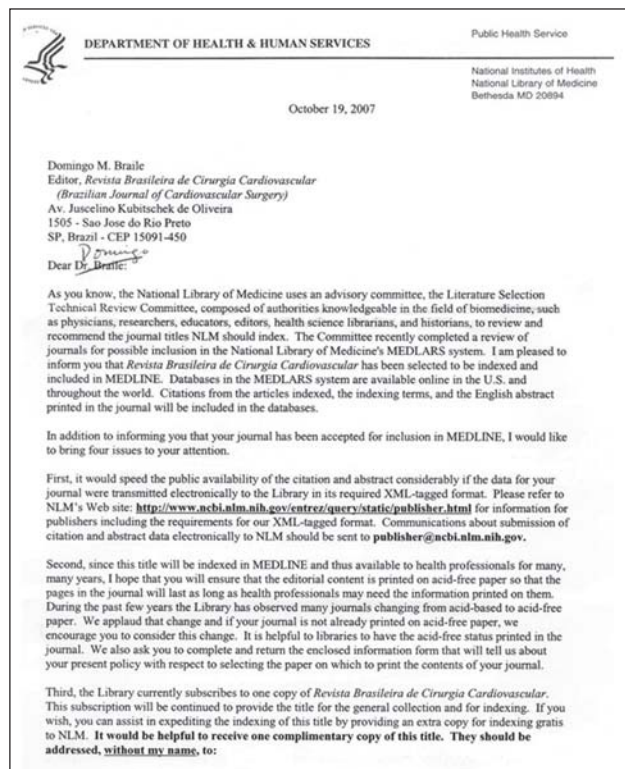 DEPARTMENT OF HEALTH & HUMAN SERVICES
Public Health Service
National Institutes of Health
National Library of Medicine
Bethesda MD 20894
October 19, 2007
Domingo M. Braile
Editor, Revista Brasileira de Cirurgia Cardiovascular
(Brazilian Journal of Cardiovascular Surgery)
Av. Juscelino Kubitschek de Oliveira
1505 - Sao Jose do Rio Preto
SP, Brazil - CEP 15091-450
Domingo
Dear Dr. Braile:
As you know, the National Library of Medicine uses an advisory committee, the Literature Selection
Technical Review Committee, composed of authorities knowledgeable in the field of biomedicine, such
as physicians, researchers, educators, editors, health science librarians, and historians, to review and
recommend the journal titles NLM should index. The Committee recently completed a review of
journals for possible inclusion in the National Library of Medicine's MEDLARS system. I am pleased to
inform you that Revista Brasileira de Cirurgia Cardiovascular has been selected to be indexed and
included in MEDLINE. Databases in the MEDLARS system are available online in the U.S. and
throughout the world. Citations from the articles indexed, the indexing terms, and the English abstract
printed in the journal will be included in the databases.
In addition to informing you that your journal has been accepted for inclusion in MEDLINE, I would like
to bring four issues to your attention.
First, it would speed the public availability of the citation and abstract considerably if the data for your
journal were transmitted electronically to the Library in its required XML-tagged format. Please refer to
NLM's Web site: http://www.ncbi.nlm.nih.gov/entrez/query/static/publisher.html for information for
publishers including the requirements for our XML-tagged format. Communications about submission of
citation and abstract data electronically to NLM should be sent to publisher@ncbi.nlm.nih.gov.
Second, since this title will be indexed in MEDLINE and thus available to health professionals for many,
many years, I hope that you will ensure that the editorial content is printed on acid-free paper so that the
pages in the journal will last as long as health professionals may need the information printed on them.
During the past few years the Library has observed many journals changing from acid-based to acid-free
paper. We applaud that change and if your journal is not already printed on acid-free paper, we
encourage you to consider this change. It is helpful to libraries to have the acid-free status printed in the
journal. We also ask you to complete and return the enclosed information form that will tell us about
your present policy with respect to selecting the paper on which to print the contents of your journal.
Third, the Library currently subscribes to one copy of Revista Brasileira de Cirurgia Cardiovascular.
This subscription will be continued to provide the title for the general collection and for indexing. If you
wish, you can assist in expediting the indexing of this title by providing an extra copy for indexing gratis
to NLM. It would be helpful to receive one complimentary copy of this title. They should be
addressed, without my name, to: